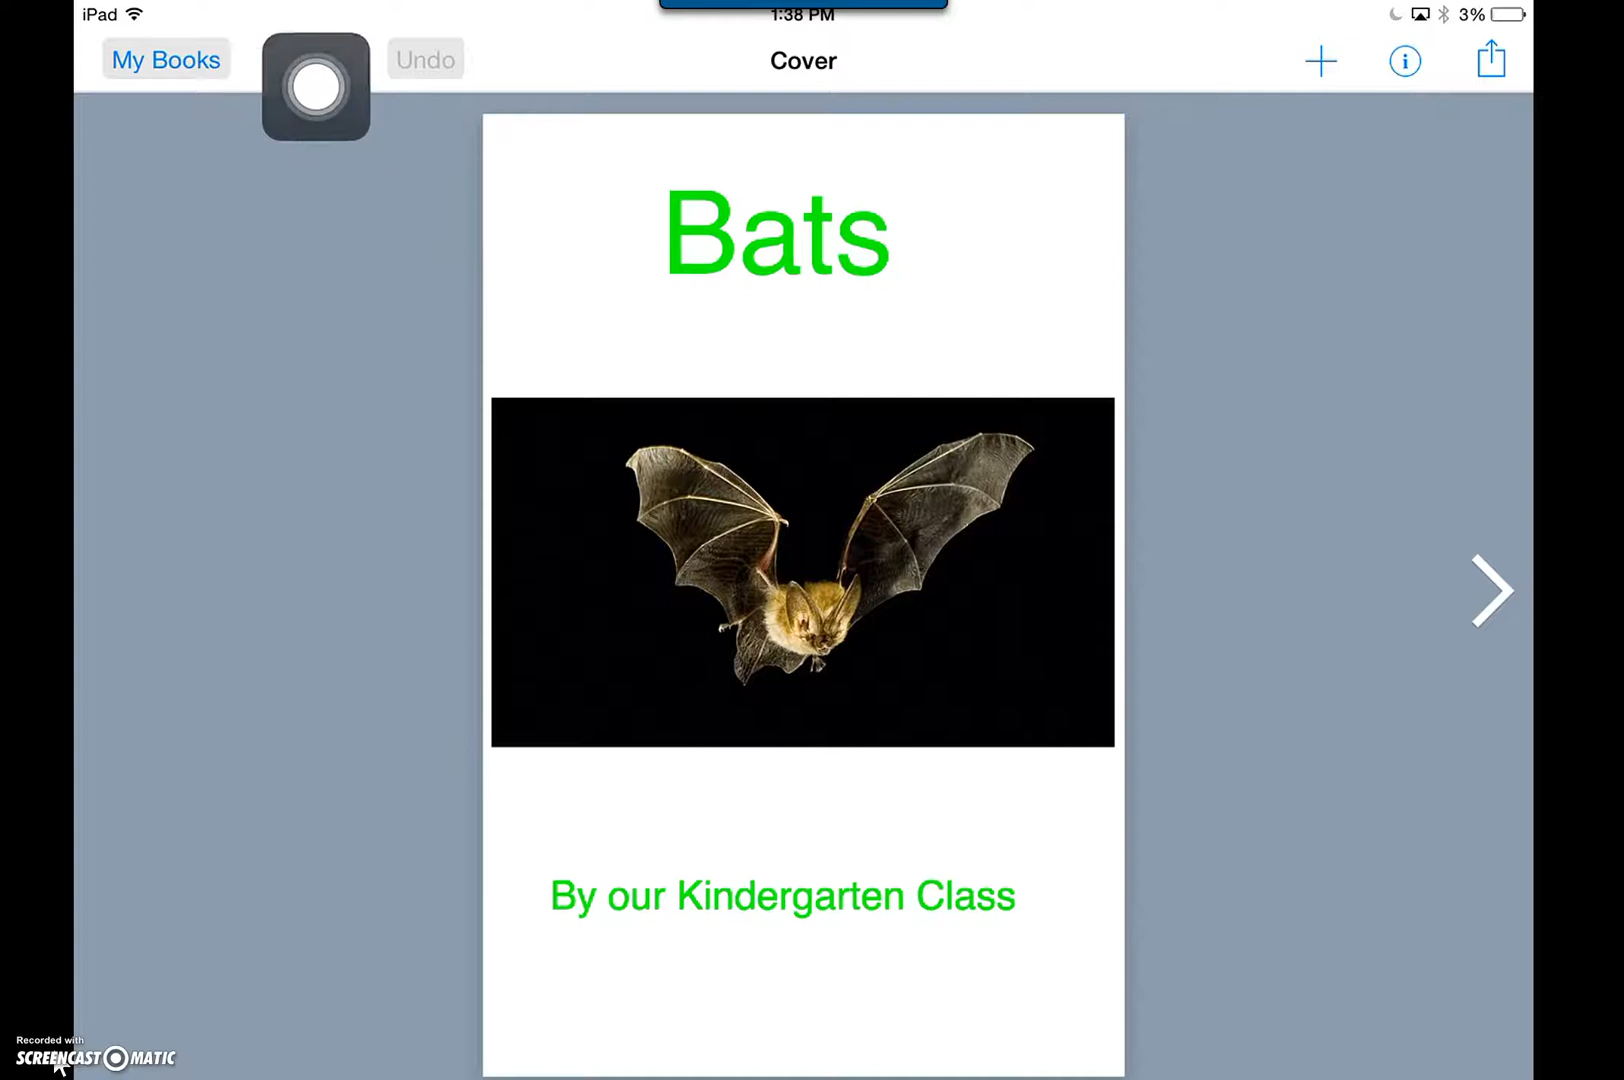 iPad 1:38 PM 3%
My Books Undo Cover
Bats
By our Kindergarten Class
Recorded with
SCREENCAST MATIC